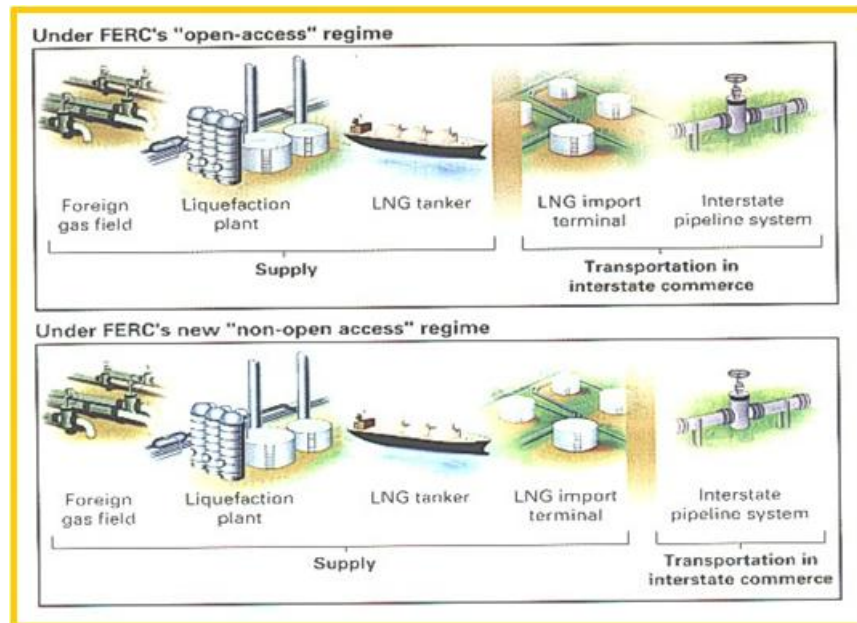 Under FERC's "open-access" regime
Foreign
gas field
Liquefaction
plant
LNG tanker
LNG import
terminal
Interstate
pipeline system
Supply
Transportation in
interstate commerce
Under FERC's new "non-open access" regime
Foreign
gas field
Liquefaction
plant
LNG tanker
LNG import
terminal
Interstate
pipeline system
Supply
Transportation in
interstate commerce